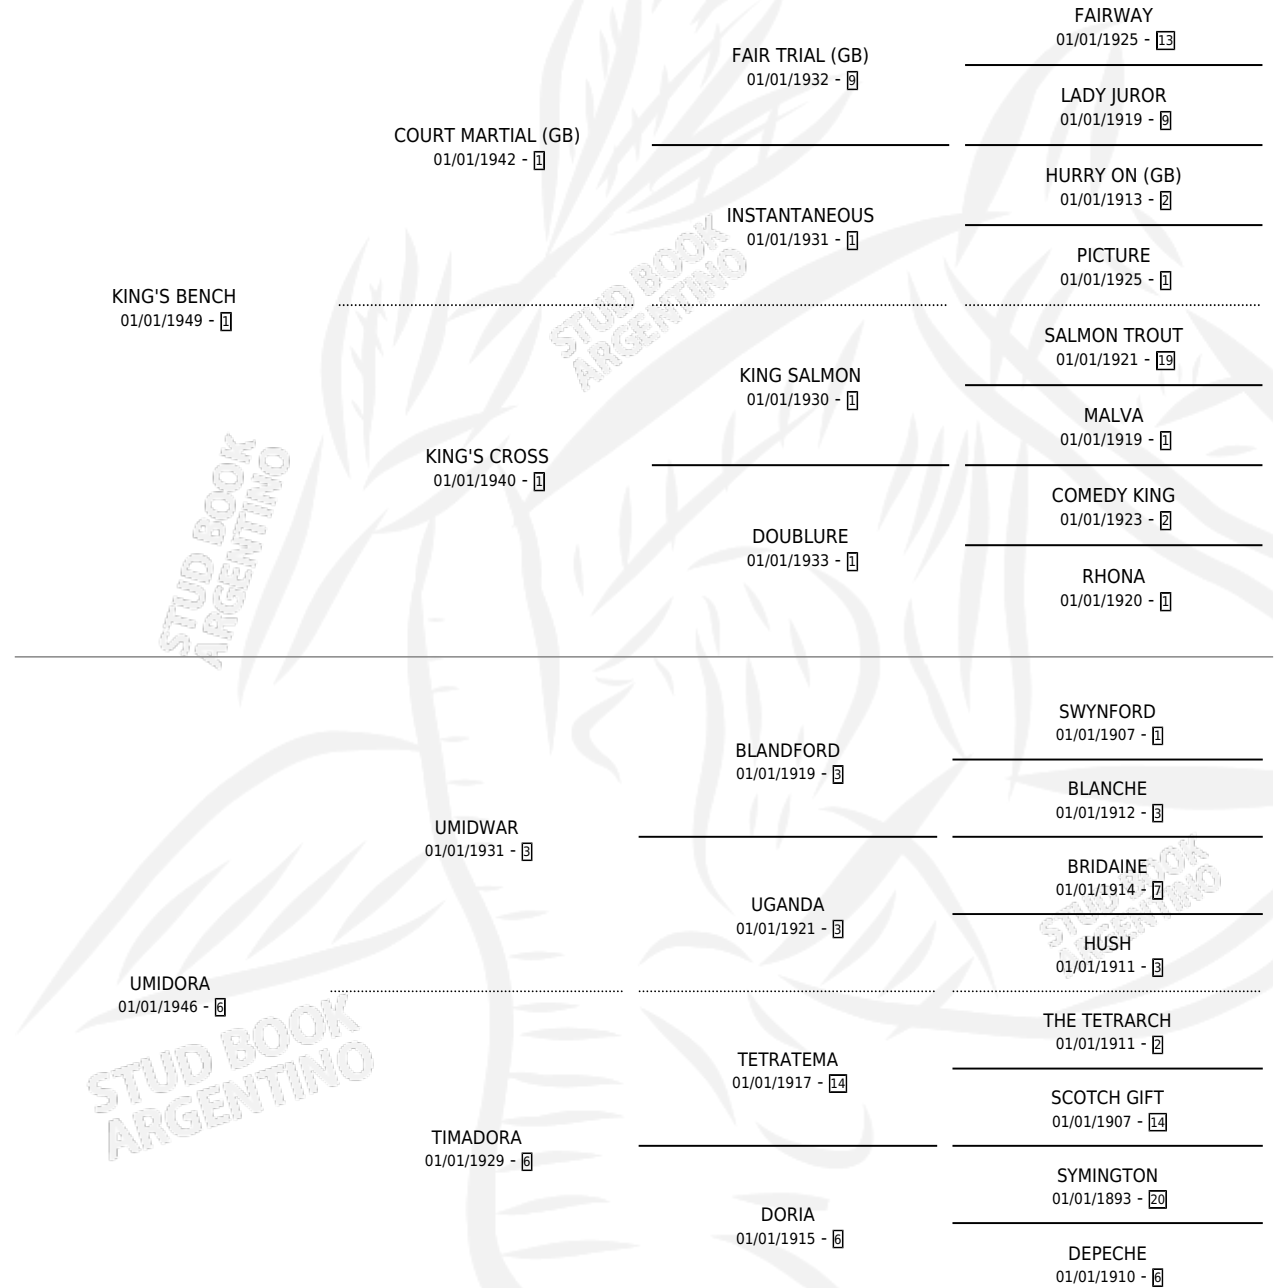 FAIRWAY
01/01/1925 - 13
FAIR TRIAL (GB)
01/01/1932 - 9
LADY JUROR
01/01/1919 - 9
COURT MARTIAL (GB)
01/01/1942 - 1
HURRY ON (GB)
01/01/1913 - 2
INSTANTANEOUS
01/01/1931 - 1
PICTURE
01/01/1925 - 1
KING'S BENCH
01/01/1949 - 1
SALMON TROUT
01/01/1921 - 19
KING SALMON
01/01/1930 - 1
MALVA
01/01/1919 - 1
KING'S CROSS
01/01/1940 - 1
COMEDY KING
01/01/1923 - 2
DOUBLURE
01/01/1933 - 1
RHONA
01/01/1920 - 1
STUD BOOK
ARGENTINO
STUD BOOK
ARGENTINO
SWYNFORD
01/01/1907 - 1
BLANDFORD
01/01/1919 - 3
BLANCHE
01/01/1912 - 3
UMIDWAR
01/01/1931 - 3
BRIDAINE
01/01/1914 - 7
UGANDA
01/01/1921 - 3
HUSH
01/01/1911 - 3
STUD BOOK
ARGENTINO
UMIDORA
01/01/1946 - 6
THE TETRARCH
01/01/1911 - 2
TETRATEMA
01/01/1917 - 14
SCOTCH GIFT
01/01/1907 - 14
STUD BOOK
ARGENTINO
TIMADORA
01/01/1929 - 6
SYMINGTON
01/01/1893 - 20
DORIA
01/01/1915 - 6
DEPECHE
01/01/1910 - 6